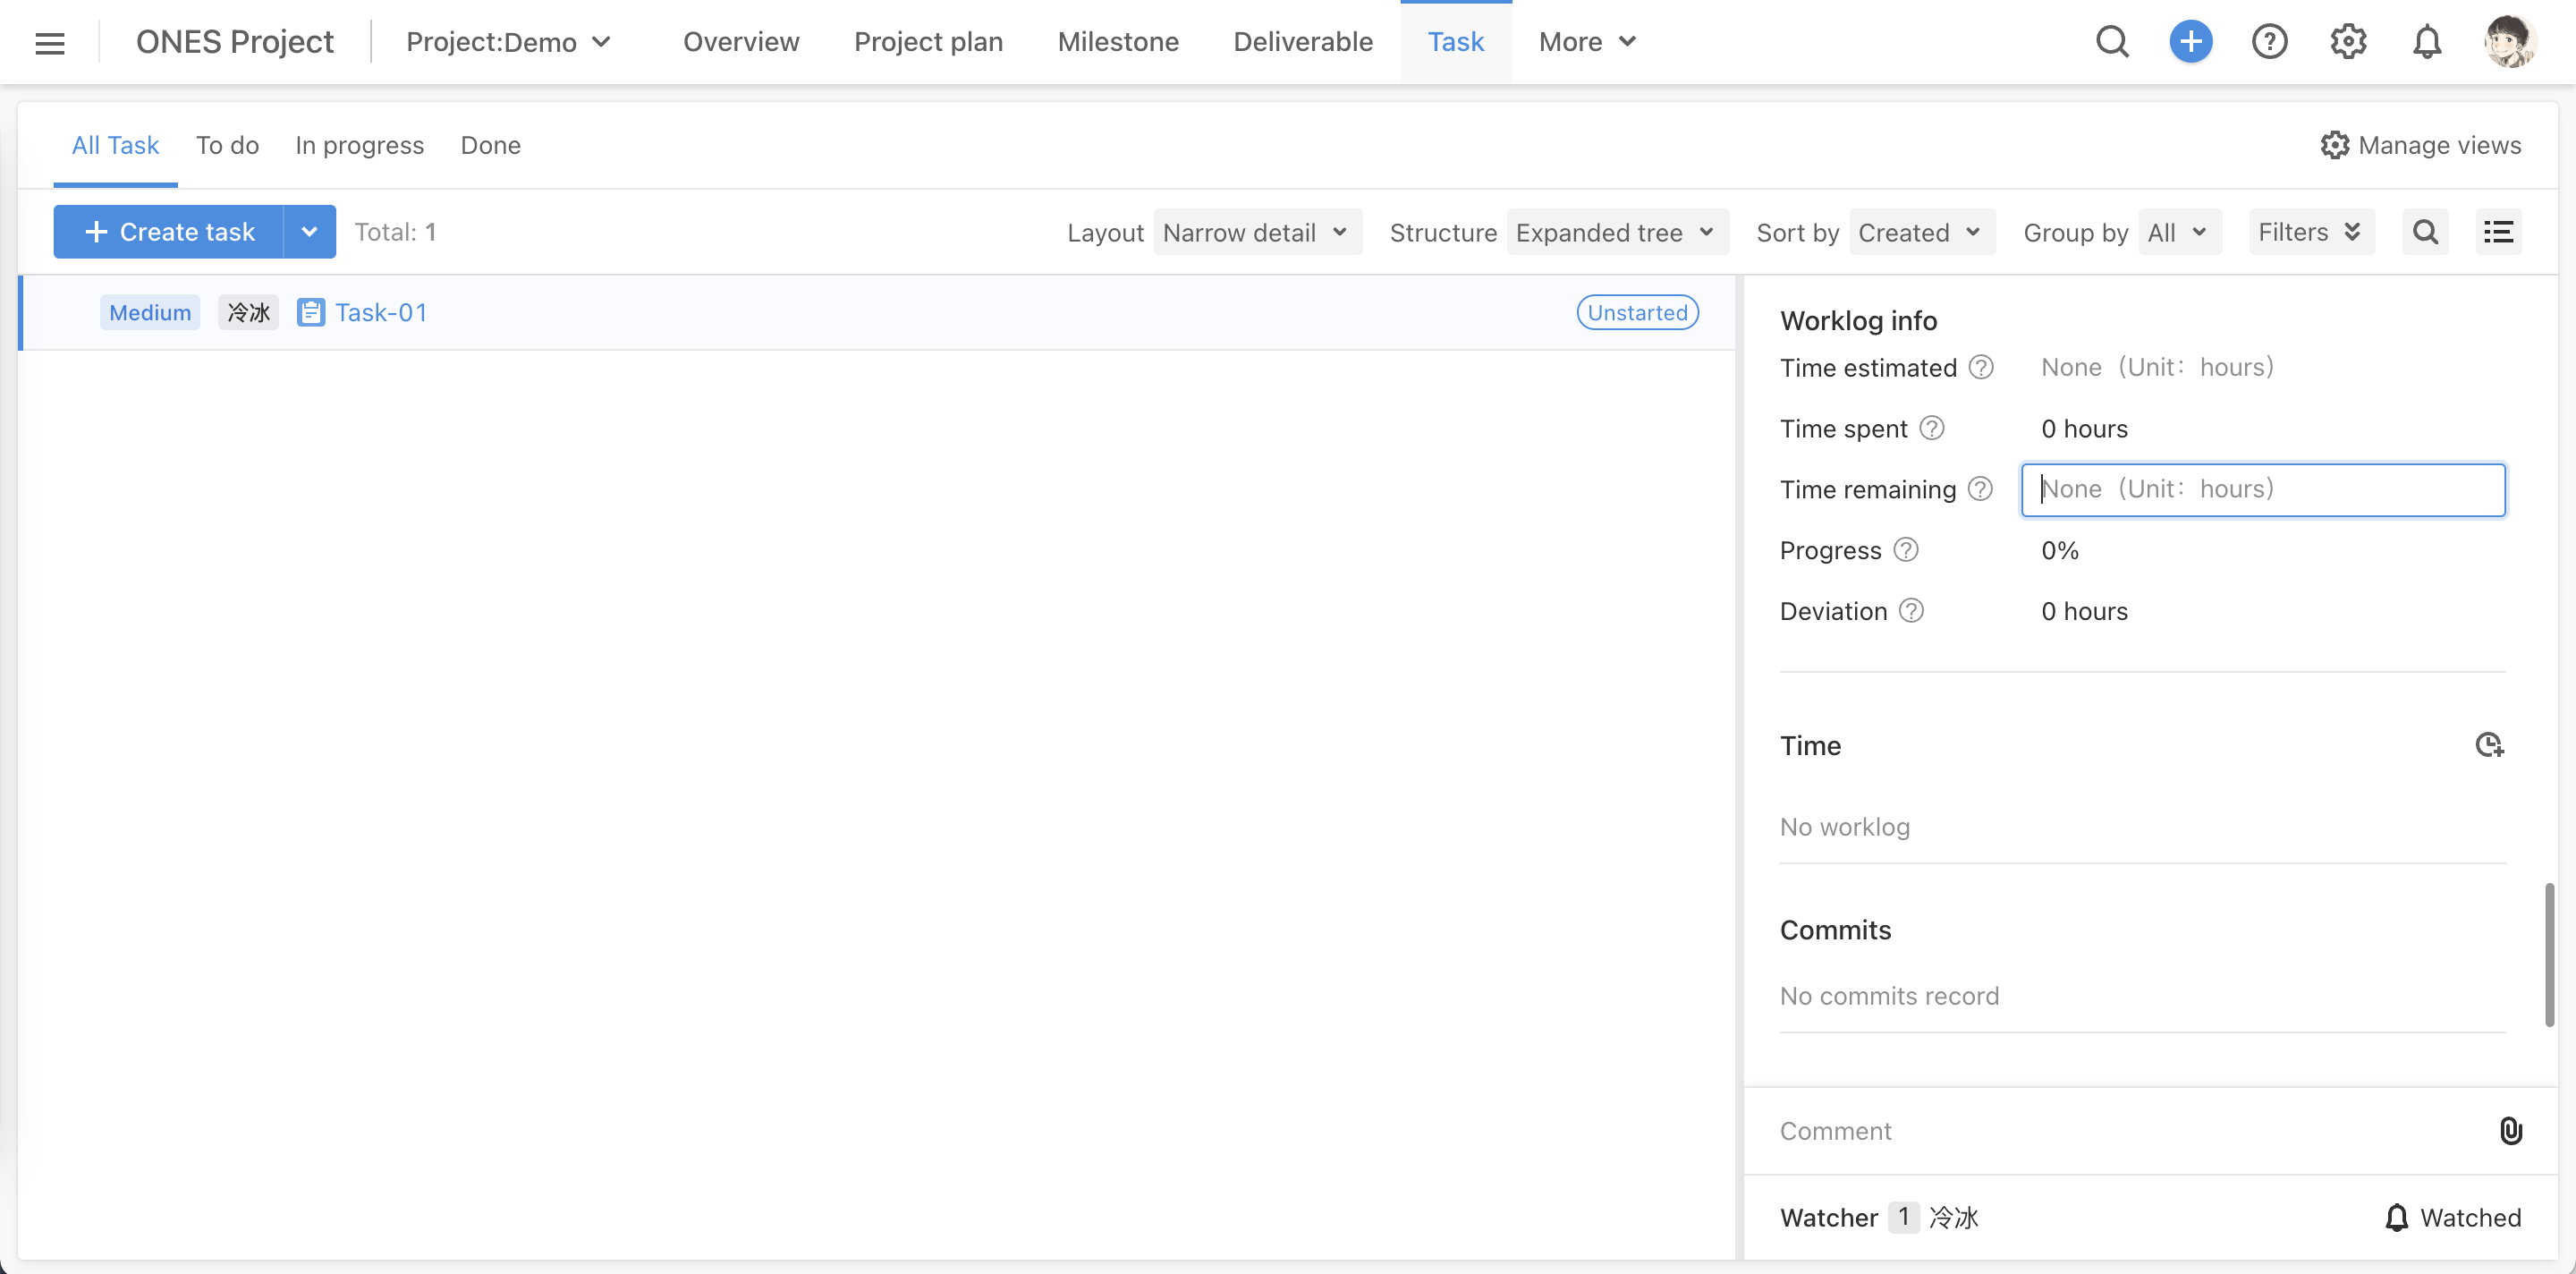 ONES Project Project:Demo Overview Project plan Milestone Deliverable Task More
All Task To do In progress Done Manage views
Create task Total: 1 Layout Narrow detail Structure Expanded tree Sort by Created Group by All Filters
Medium 冷冰 Task-01 Unstarted
Worklog info
Time estimated ? None（Unit：hours）
Time spent ? 0 hours
Time remaining ? None（Unit：hours）
Progress ? 0%
Deviation ? 0 hours
Time
No worklog
Commits
No commits record
Comment
Watcher 1 冷冰 Watched